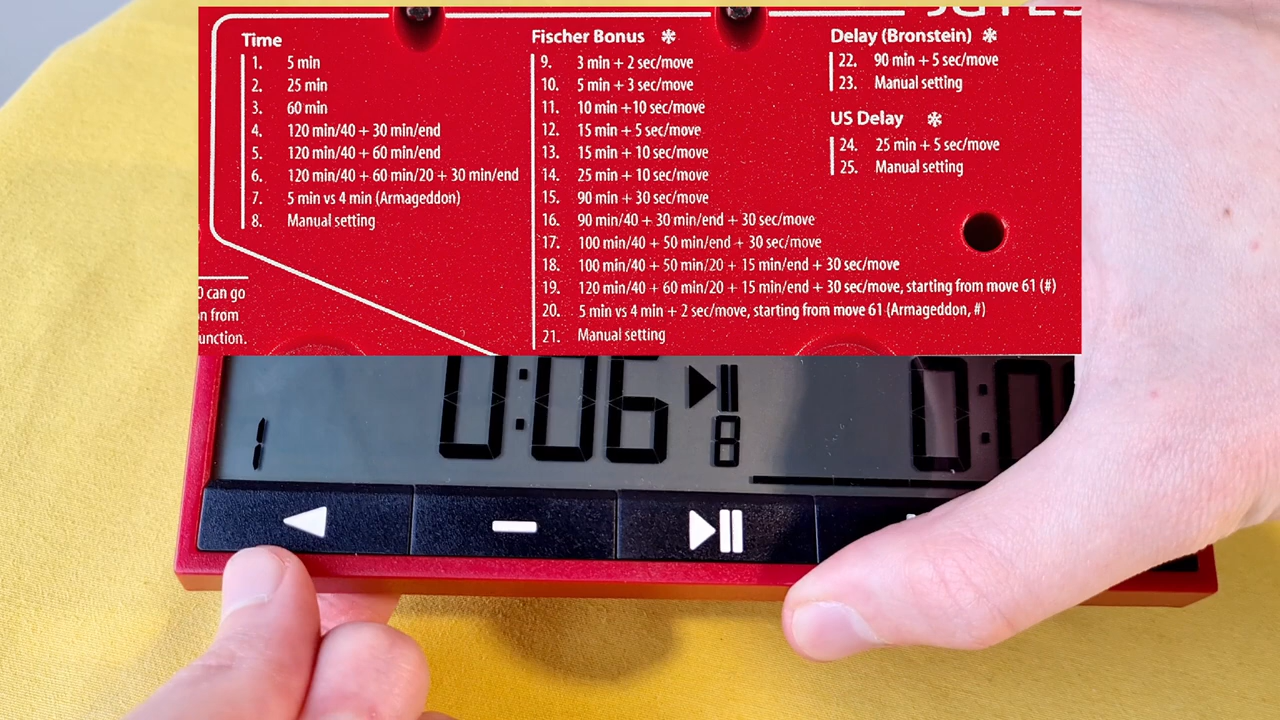 Time
1. 5 min
2. 25 min
3. 60 min
4. 120 min/40 + 30 min/end
5. 120 min/40 + 60 min/end
6. 120 min/40 + 60 min/20 + 30 min/end
7. 5 min vs 4 min (Armageddon)
8. Manual setting
can go
from
unction.
Fischer Bonus ✻
9. 3 min + 2 sec/move
10. 5 min + 3 sec/move
11. 10 min +10 sec/move
12. 15 min + 5 sec/move
13. 15 min + 10 sec/move
14. 25 min + 10 sec/move
15. 90 min + 30 sec/move
16. 90 min/40 + 30 min/end + 30 sec/move
17. 100 min/40 + 50 min/end + 30 sec/move
18. 100 min/40 + 50 min/20 + 15 min/end + 30 sec/move
19. 120 min/40 + 60 min/20 + 15 min/end + 30 sec/move, starting from move 61 (#)
20. 5 min vs 4 min + 2 sec/move, starting from move 61 (Armageddon, #)
21. Manual setting
Delay (Bronstein) ✻
22. 90 min + 5 sec/move
23. Manual setting
US Delay ✻
24. 25 min + 5 sec/move
25. Manual setting
0:06
1
8
0:0